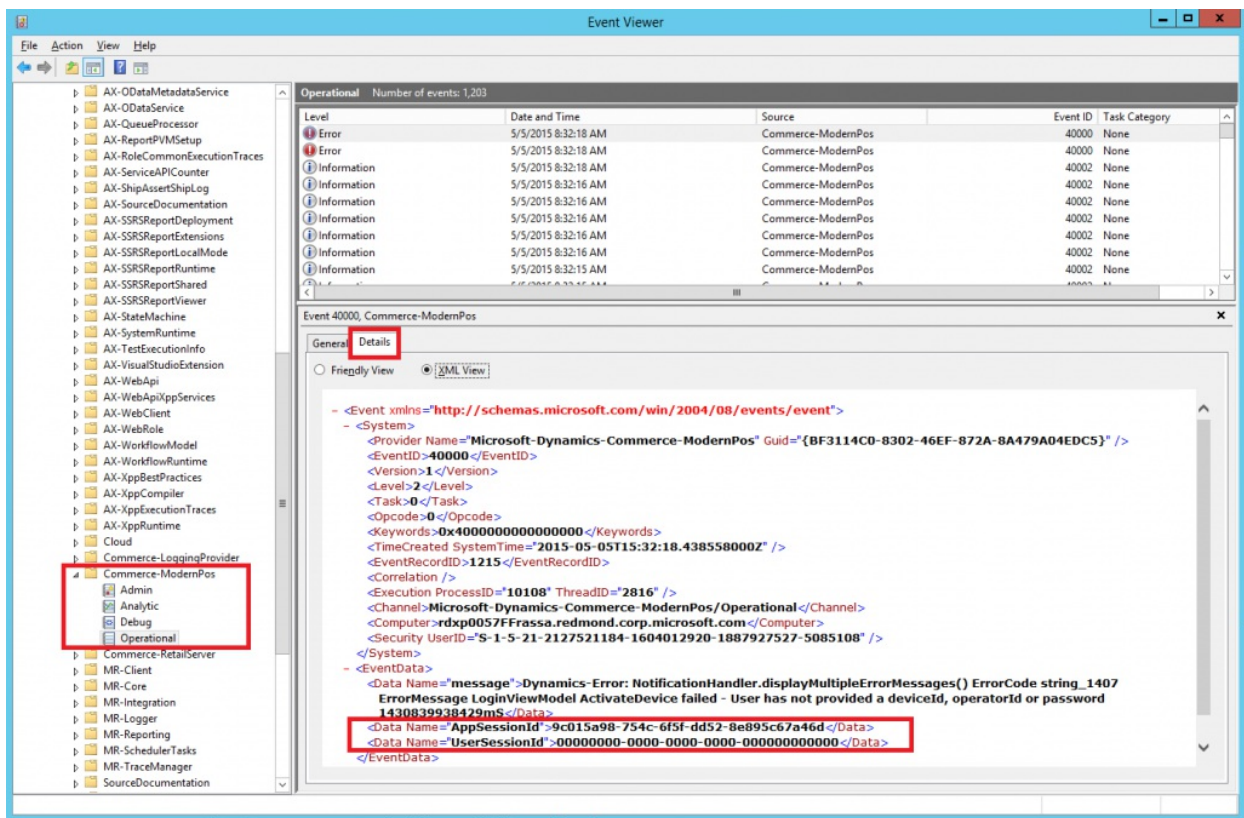 Event Viewer
File Action View Help
AX-ODataMetadataService
AX-ODataService
AX-QueueProcessor
AX-ReportPVMSetup
AX-RoleCommonExecutionTraces
AX-ServiceAPICounter
AX-ShipAssertShipLog
AX-SourceDocumentation
AX-SSRSReportDeployment
AX-SSRSReportExtensions
AX-SSRSReportLocalMode
AX-SSRSReportRuntime
AX-SSRSReportShared
AX-SSRSReportViewer
AX-StateMachine
AX-SystemRuntime
AX-TestExecutionInfo
AX-VisualStudioExtension
AX-WebApi
AX-WebApiXppServices
AX-WebClient
AX-WebRole
AX-WorkflowModel
AX-WorkflowRuntime
AX-XppBestPractices
AX-XppCompiler
AX-XppExecutionTraces
AX-XppRuntime
Cloud
Commerce-LoggingProvider
Commerce-ModernPos
Admin
Analytic
Debug
Operational
Commerce-RetailServer
MR-Client
MR-Core
MR-Integration
MR-Logger
MR-Reporting
MR-SchedulerTasks
MR-TraceManager
SourceDocumentation
Operational Number of events: 1,203
Level Date and Time Source Event ID Task Category
Error 5/5/2015 8:32:18 AM Commerce-ModernPos 40000 None
Error 5/5/2015 8:32:18 AM Commerce-ModernPos 40000 None
Information 5/5/2015 8:32:18 AM Commerce-ModernPos 40002 None
Information 5/5/2015 8:32:16 AM Commerce-ModernPos 40002 None
Information 5/5/2015 8:32:16 AM Commerce-ModernPos 40002 None
Information 5/5/2015 8:32:16 AM Commerce-ModernPos 40002 None
Information 5/5/2015 8:32:16 AM Commerce-ModernPos 40002 None
Information 5/5/2015 8:32:16 AM Commerce-ModernPos 40002 None
Information 5/5/2015 8:32:15 AM Commerce-ModernPos 40002 None
Event 40000, Commerce-ModernPos
General Details
Friendly View XML View
- <Event xmlns="http://schemas.microsoft.com/win/2004/08/events/event">
- <System>
<Provider Name="Microsoft-Dynamics-Commerce-ModernPos" Guid="{BF3114C0-8302-46EF-872A-8A479A04EDC5}" />
<EventID>40000</EventID>
<Version>1</Version>
<Level>2</Level>
<Task>0</Task>
<Opcode>0</Opcode>
<Keywords>0x4000000000000000</Keywords>
<TimeCreated SystemTime="2015-05-05T15:32:18.438558000Z" />
<EventRecordID>1215</EventRecordID>
<Correlation />
<Execution ProcessID="10108" ThreadID="2816" />
<Channel>Microsoft-Dynamics-Commerce-ModernPos/Operational</Channel>
<Computer>rdxp0057FFrassa.redmond.corp.microsoft.com</Computer>
<Security UserID="S-1-5-21-2127521184-1604012920-1887927527-5085108" />
</System>
- <EventData>
<Data Name="message">Dynamics-Error: NotificationHandler.displayMultipleErrorMessages() ErrorCode string_1407
ErrorMessage LoginViewModel ActivateDevice failed - User has not provided a deviceId, operatorId or password
1430839938429mS</Data>
<Data Name="AppSessionId">9c015a98-754c-6f5f-dd52-8e895c67a46d</Data>
<Data Name="UserSessionId">00000000-0000-0000-0000-000000000000</Data>
</EventData>